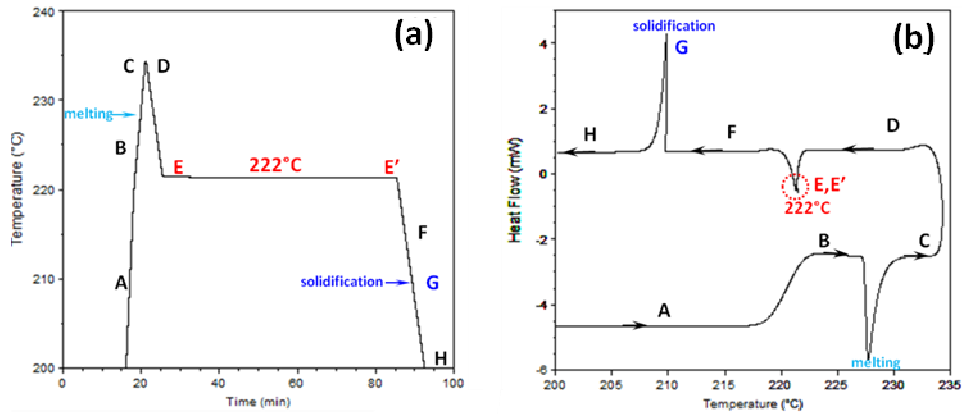 (a)
240
230
220
210
200
Temperature (°C)
C D
melting
B
E
222°C
E′
A
F
solidification
G
H
0 20 40 60 80 100
Time (min)
(b)
solidification
G
4
2
0
-2
-4
-6
Heat Flow (mW)
H
F
D
E,E′
222°C
B
C
A
melting
200 205 210 215 220 225 230 235
Temperature (°C)